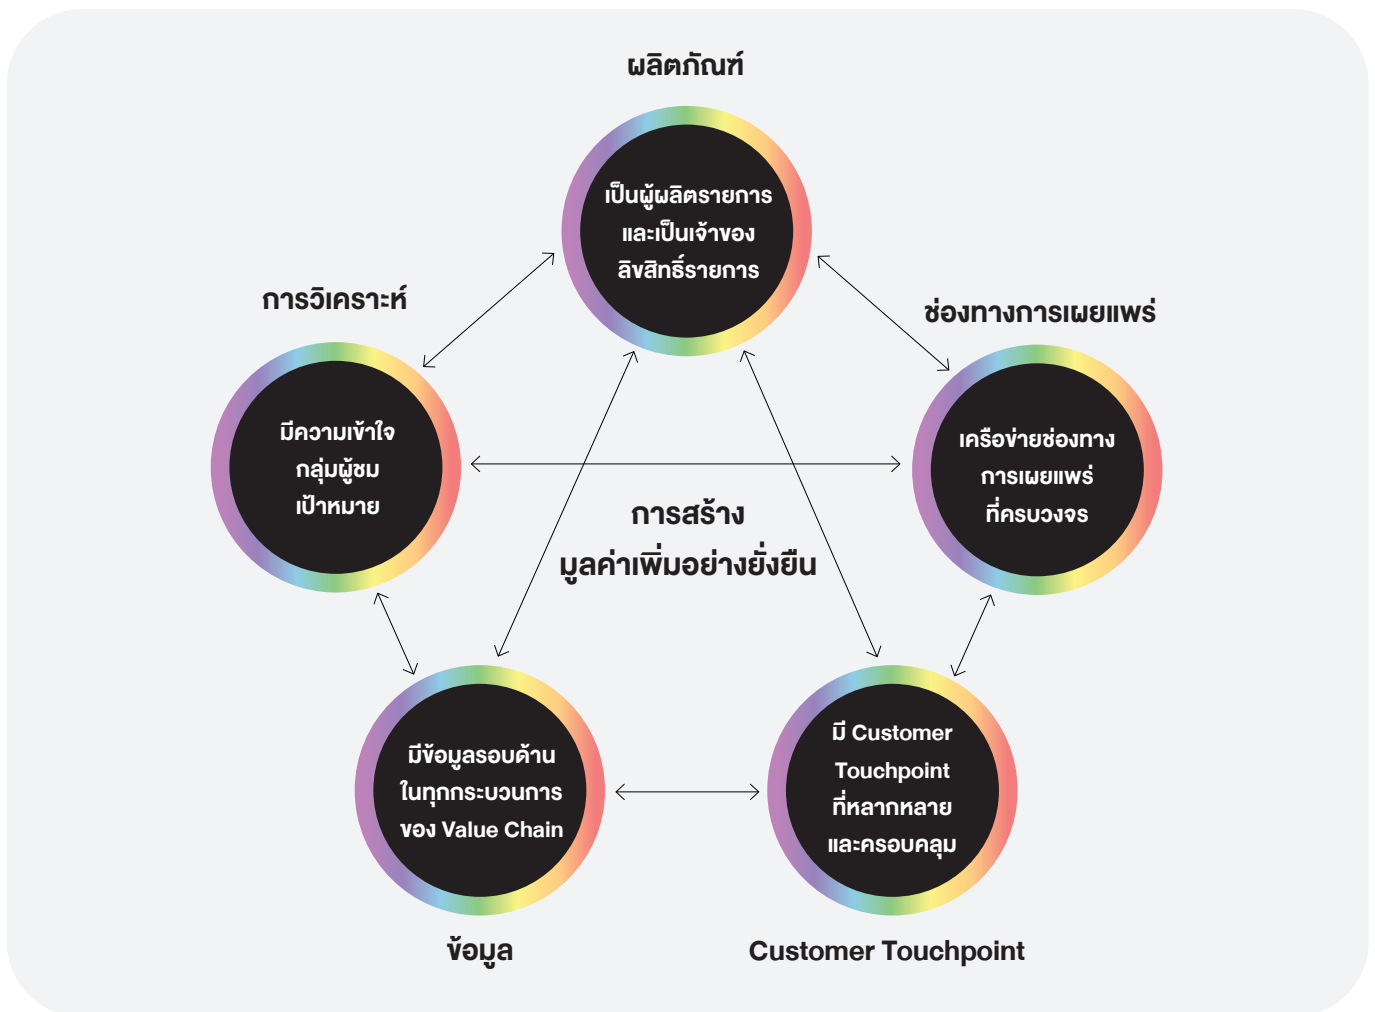 ผลิตภัณฑ์
เป็นผู้ผลิตรายการ
และเป็นเจ้าของ
ลิขสิทธิ์รายการ
การวิเคราะห์
มีความเข้าใจ
กลุ่มผู้ชม
เป้าหมาย
ช่องทางการเผยแพร่
เครือข่ายช่องทาง
การเผยแพร่
ที่ครบวงจร
การสร้าง
มูลค่าเพิ่มอย่างยั่งยืน
มีข้อมูลรอบด้าน
ในทุกกระบวนการ
ของ Value Chain
ข้อมูล
มี Customer
Touchpoint
ที่หลากหลาย
และครอบคลุม
Customer Touchpoint